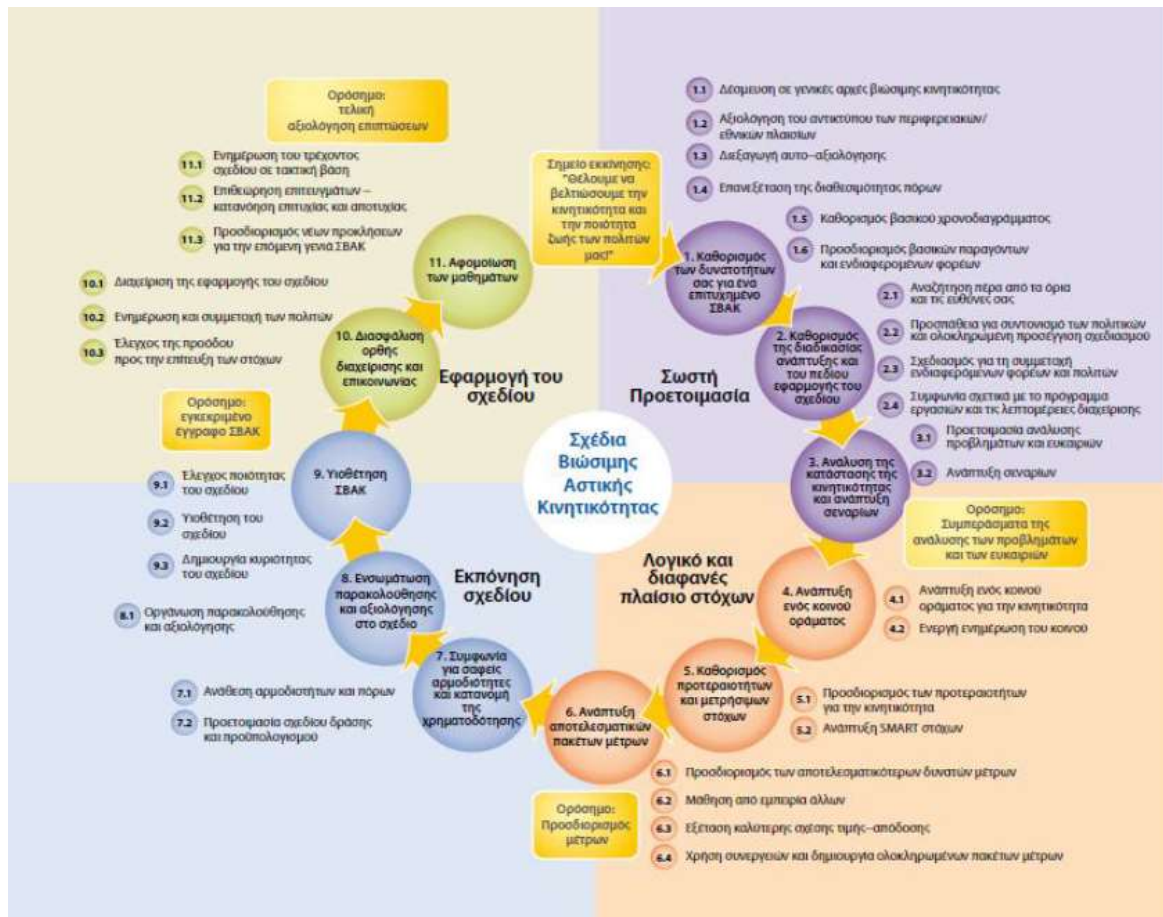 Ορόσημο:
τελική
αξιολόγηση επιπτώσεων
11.1 Ενημέρωση του τρέχοντος
σχεδίου σε τακτική βάση
11.2 Επιθεώρηση επιτευγμάτων –
κατανόηση επιτυχίας και αποτυχίας
11.3 Προσδιορισμός νέων προκλήσεων
για την επόμενη γενιά ΣΒΑΚ
Σημείο εκκίνησης:
"Θέλουμε να
βελτιώσουμε την
κινητικότητα και
την ποιότητα
ζωής των πολιτών
μας!"
1.1 Δέσμευση σε γενικές αρχές βιώσιμης κινητικότητας
1.2 Αξιολόγηση του αντικτύπου των περιφερειακών/
εθνικών πλαισίων
1.3 Διεξαγωγή αυτο–αξιολόγησης
1.4 Επανεξέταση της διαθεσιμότητας πόρων
1.5 Καθορισμός βασικού χρονοδιαγράμματος
1.6 Προσδιορισμός βασικών παραγόντων
και ενδιαφερομένων φορέων
11. Αφομοίωση
των μαθημάτων
1. Καθορισμός
των δυνατοτήτων
σας για ένα
επιτυχημένο
ΣΒΑΚ
10.1 Διαχείριση της εφαρμογής του σχεδίου
10.2 Ενημέρωση και συμμετοχή των πολιτών
10.3 Έλεγχος της προόδου
προς την επίτευξη των στόχων
10. Διασφάλιση
ορθής
διαχείρισης και
επικοινωνίας
Εφαρμογή του
σχεδίου
Σωστή
Προετοιμασία
2. Καθορισμός
της διαδικασίας
ανάπτυξης και
του πεδίου
εφαρμογής του
σχεδίου
2.1 Αναζήτηση πέρα από τα όρια
και τις ευθύνες σας
2.2 Προσπάθεια για συντονισμό των πολιτικών
και ολοκληρωμένη προσέγγιση σχεδιασμού
2.3 Σχεδιασμός για τη συμμετοχή
ενδιαφερομένων φορέων και πολιτών
2.4 Συμφωνία σχετικά με το πρόγραμμα
εργασιών και τις λεπτομέρειες διαχείρισης
Ορόσημο:
εγκεκριμένο
έγγραφο ΣΒΑΚ
Σχέδια
Βιώσιμης
Αστικής
Κινητικότητας
3. Ανάλυση της
κατάστασης της
κινητικότητας
και ανάπτυξη
σεναρίων
3.1 Προετοιμασία ανάλυσης
προβλημάτων και ευκαιριών
3.2 Ανάπτυξη σεναρίων
9. Υιοθέτηση
ΣΒΑΚ
9.1 Έλεγχος ποιότητας
του σχεδίου
9.2 Υιοθέτηση του
σχεδίου
9.3 Δημιουργία κυριότητας
του σχεδίου
Ορόσημο:
Συμπεράσματα της
ανάλυσης των προβλημάτων
και των ευκαιριών
8. Ενσωμάτωση
παρακολούθησης
και αξιολόγησης
στο σχέδιο
8.1 Οργάνωση παρακολούθησης
και αξιολόγησης
Εκπόνηση
σχεδίου
Λογικό και
διαφανές
πλαίσιο στόχων
4. Ανάπτυξη
ενός κοινού
οράματος
4.1 Ανάπτυξη ενός κοινού
οράματος για την κινητικότητα
4.2 Ενεργή ενημέρωση του κοινού
7. Συμφωνία
για σαφείς
αρμοδιότητες
και κατανομή
της
χρηματοδότησης
7.1 Ανάθεση αρμοδιοτήτων και πόρων
7.2 Προετοιμασία σχεδίου δράσης
και προϋπολογισμού
5. Καθορισμός
προτεραιοτήτων
και μετρήσιμων
στόχων
5.1 Προσδιορισμός των προτεραιοτήτων
για την κινητικότητα
5.2 Ανάπτυξη SMART στόχων
6. Ανάπτυξη
αποτελεσματικών
πακέτων μέτρων
Ορόσημο:
Προσδιορισμός
μέτρων
6.1 Προσδιορισμός των αποτελεσματικότερων δυνατών μέτρων
6.2 Μάθηση από εμπειρία άλλων
6.3 Εξέταση καλύτερης σχέσης τιμής–απόδοσης
6.4 Χρήση συνεργειών και δημιουργία ολοκληρωμένων πακέτων μέτρων